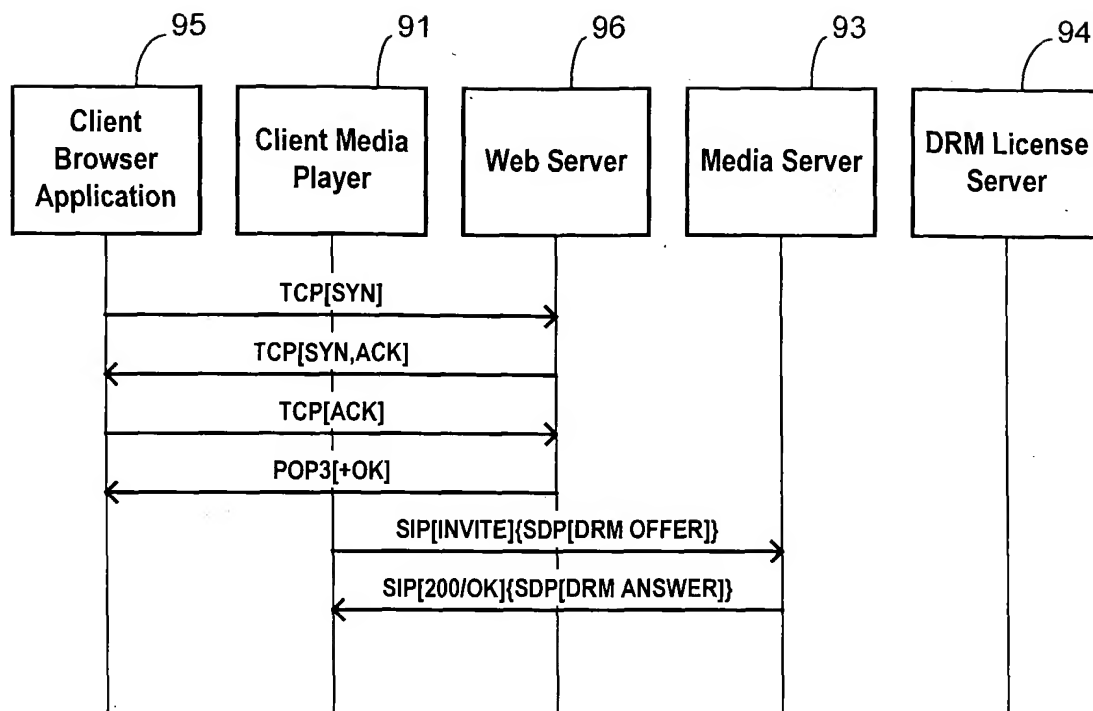 95
91
96
93
94
Client
Browser
Application
Client Media
Player
Web Server
Media Server
DRM License
Server
TCP[SYN]
TCP[SYN,ACK]
TCP[ACK]
POP3[+OK]
SIP[INVITE]{SDP[DRM OFFER]}
SIP[200/OK]{SDP[DRM ANSWER]}